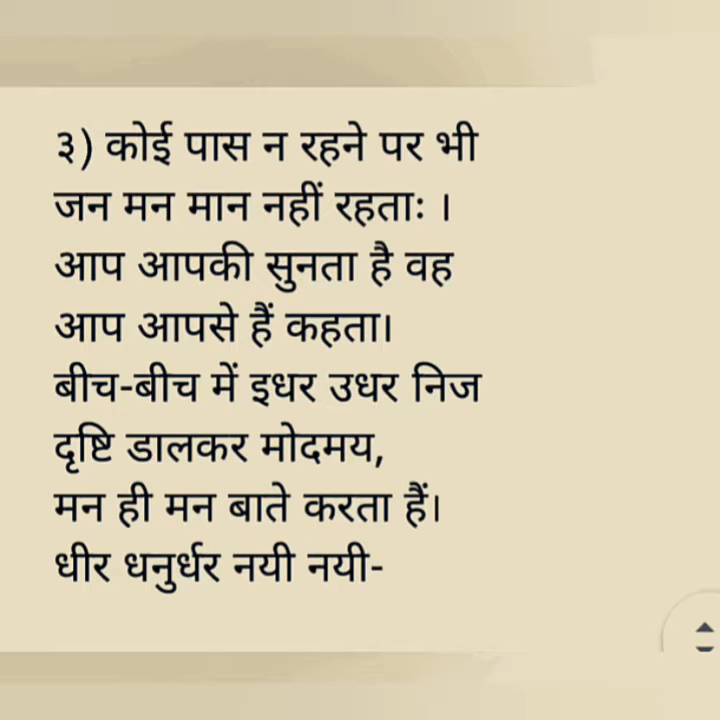 ३) कोई पास न रहने पर भी
जन मन मान नहीं रहताः ।
आप आपकी सुनता है वह
आप आपसे हैं कहता।
बीच-बीच में इधर उधर निज
दृष्टि डालकर मोदमय,
मन ही मन बाते करता हैं।
धीर धनुर्धर नयी नयी-